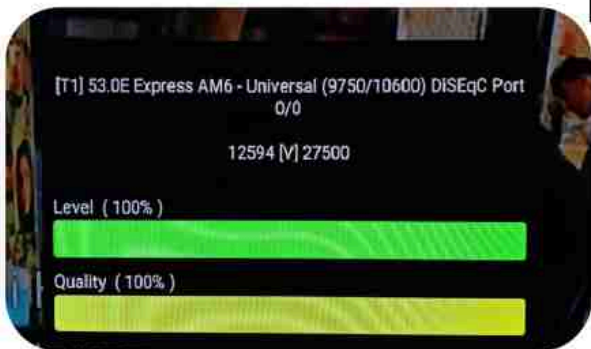 [T1] 53.0E Express AM6 - Universal (9750/10600) DiSEqC Port
0/0
12594 [V] 27500
Level ( 100% )
Quality ( 100% )